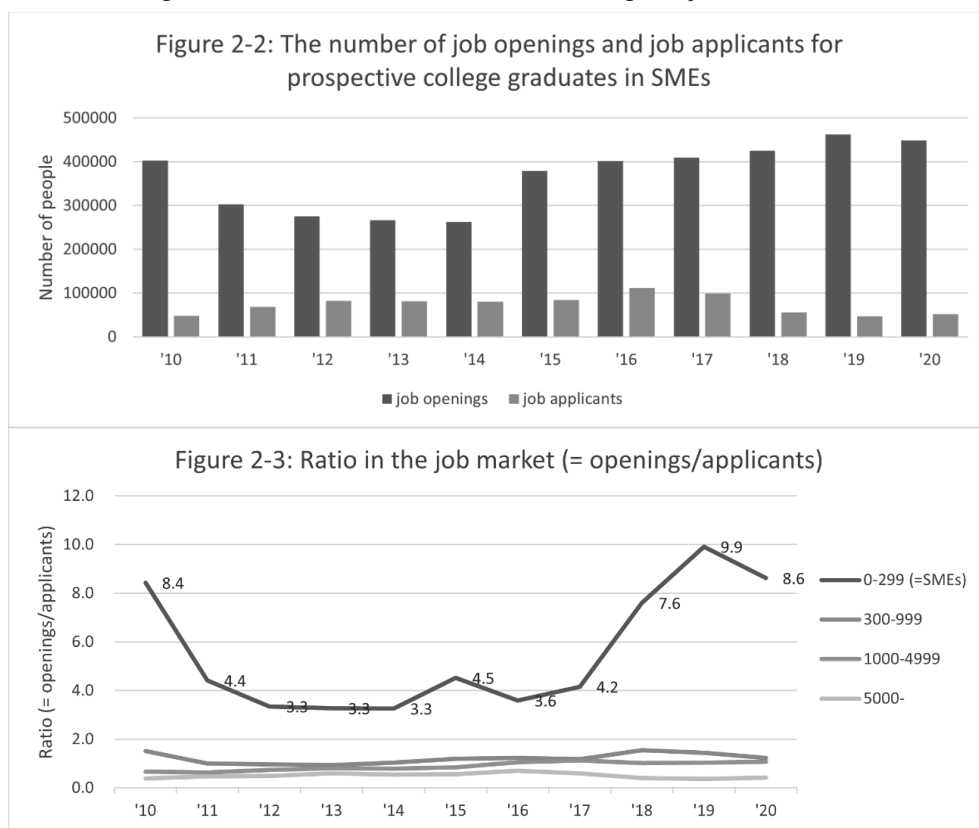 Figure 2-2: The number of job openings and job applicants for
prospective college graduates in SMEs
Number of people
500000
400000
300000
200000
100000
0
'10 '11 '12 '13 '14 '15 '16 '17 '18 '19 '20
job openings job applicants
Figure 2-3: Ratio in the job market (= openings/applicants)
Ratio (= openings/applicants)
12.0
10.0
8.0
6.0
4.0
2.0
0.0
8.4 4.4 3.3 3.3 3.3 4.5 3.6 4.2 7.6 9.9 8.6
0-299 (=SMEs)
300-999
1000-4999
5000-
'10 '11 '12 '13 '14 '15 '16 '17 '18 '19 '20